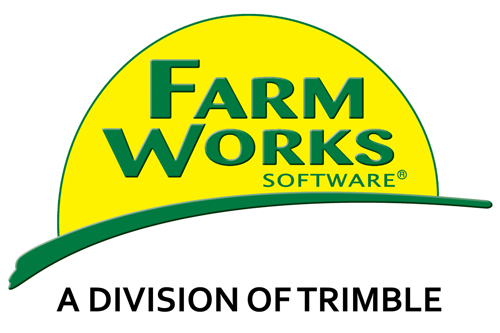 FARM
WORKS
SOFTWARE®
A DIVISION OF TRIMBLE